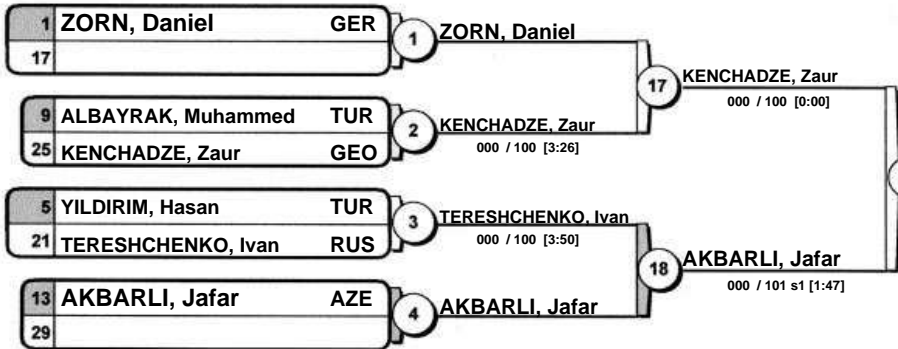 1 ZORN, Daniel GER
17
1 ZORN, Daniel
9 ALBAYRAK, Muhammed TUR
25 KENCHADZE, Zaur GEO
2 KENCHADZE, Zaur
000 / 100 [3:26]
17 KENCHADZE, Zaur
000 / 100 [0:00]
5 YILDIRIM, Hasan TUR
21 TERESHCHENKO, Ivan RUS
3 TERESHCHENKO, Ivan
000 / 100 [3:50]
13 AKBARLI, Jafar AZE
29
4 AKBARLI, Jafar
18 AKBARLI, Jafar
000 / 101 s1 [1:47]